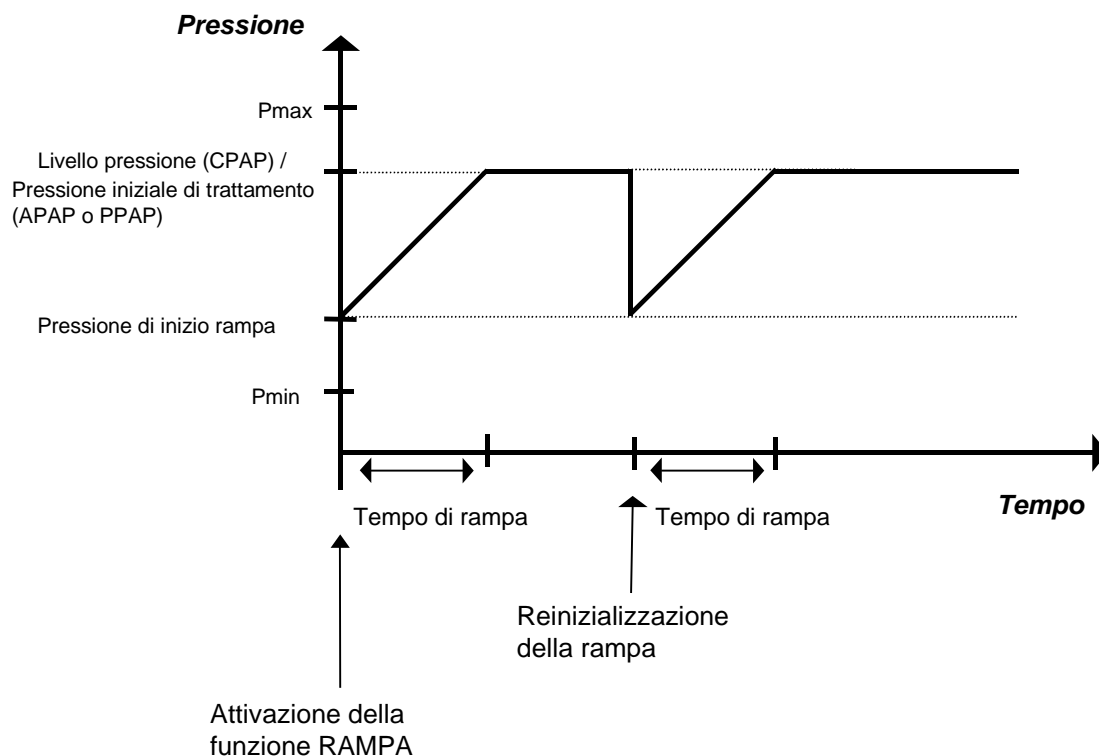 Pressione
Pmax
Livello pressione (CPAP) /
Pressione iniziale di trattamento
(APAP o PPAP)
Pressione di inizio rampa
Pmin
Tempo di rampa
Tempo di rampa
Tempo
Reinizializzazione
della rampa
Attivazione della
funzione RAMPA